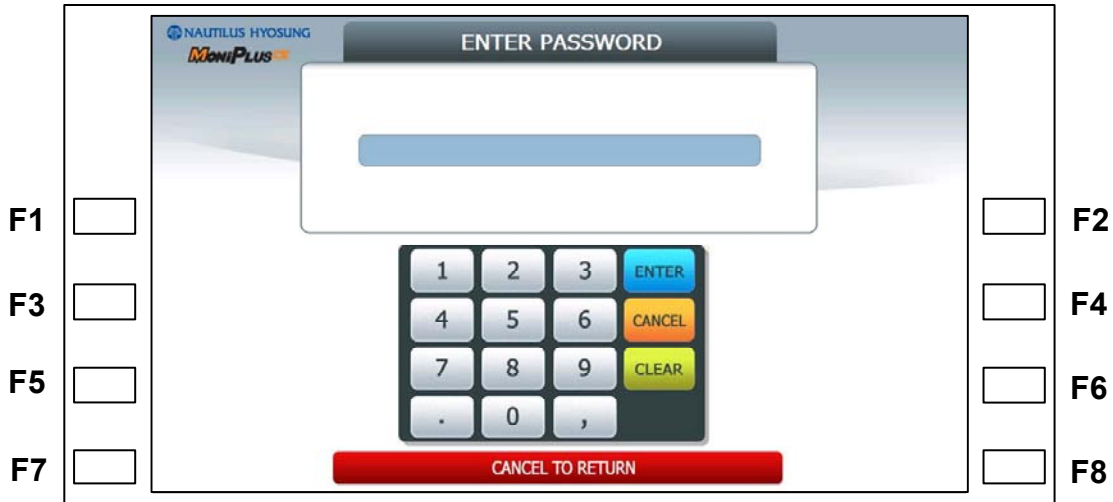 NAUTILUS HYOSUNG
MoniPlus CE
ENTER PASSWORD
F1
F2
1 2 3 ENTER
F3
F4
4 5 6 CANCEL
7 8 9 CLEAR
F5
F6
. 0 ,
F7
CANCEL TO RETURN
F8